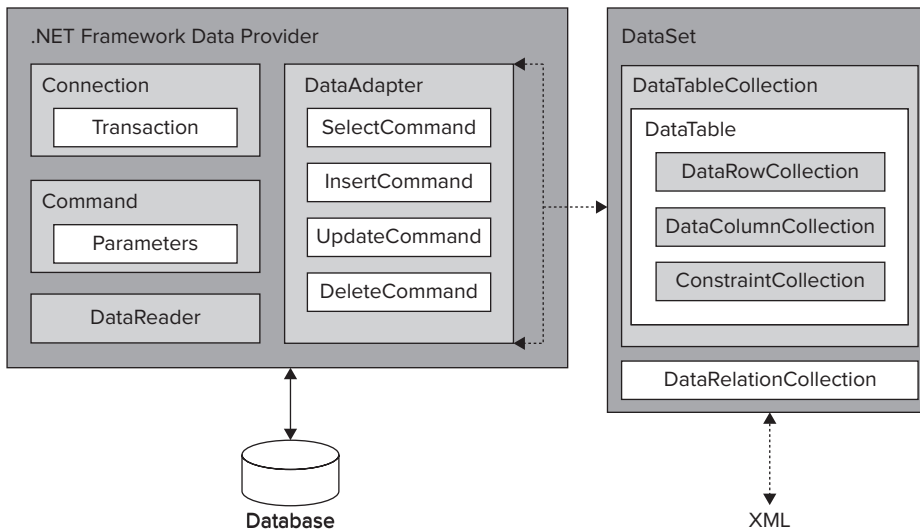 .NET Framework Data Provider
Connection
Transaction
Command
Parameters
DataReader
DataAdapter
SelectCommand
InsertCommand
UpdateCommand
DeleteCommand
Database
DataSet
DataTableCollection
DataTable
DataRowCollection
DataColumnCollection
ConstraintCollection
DataRelationCollection
XML